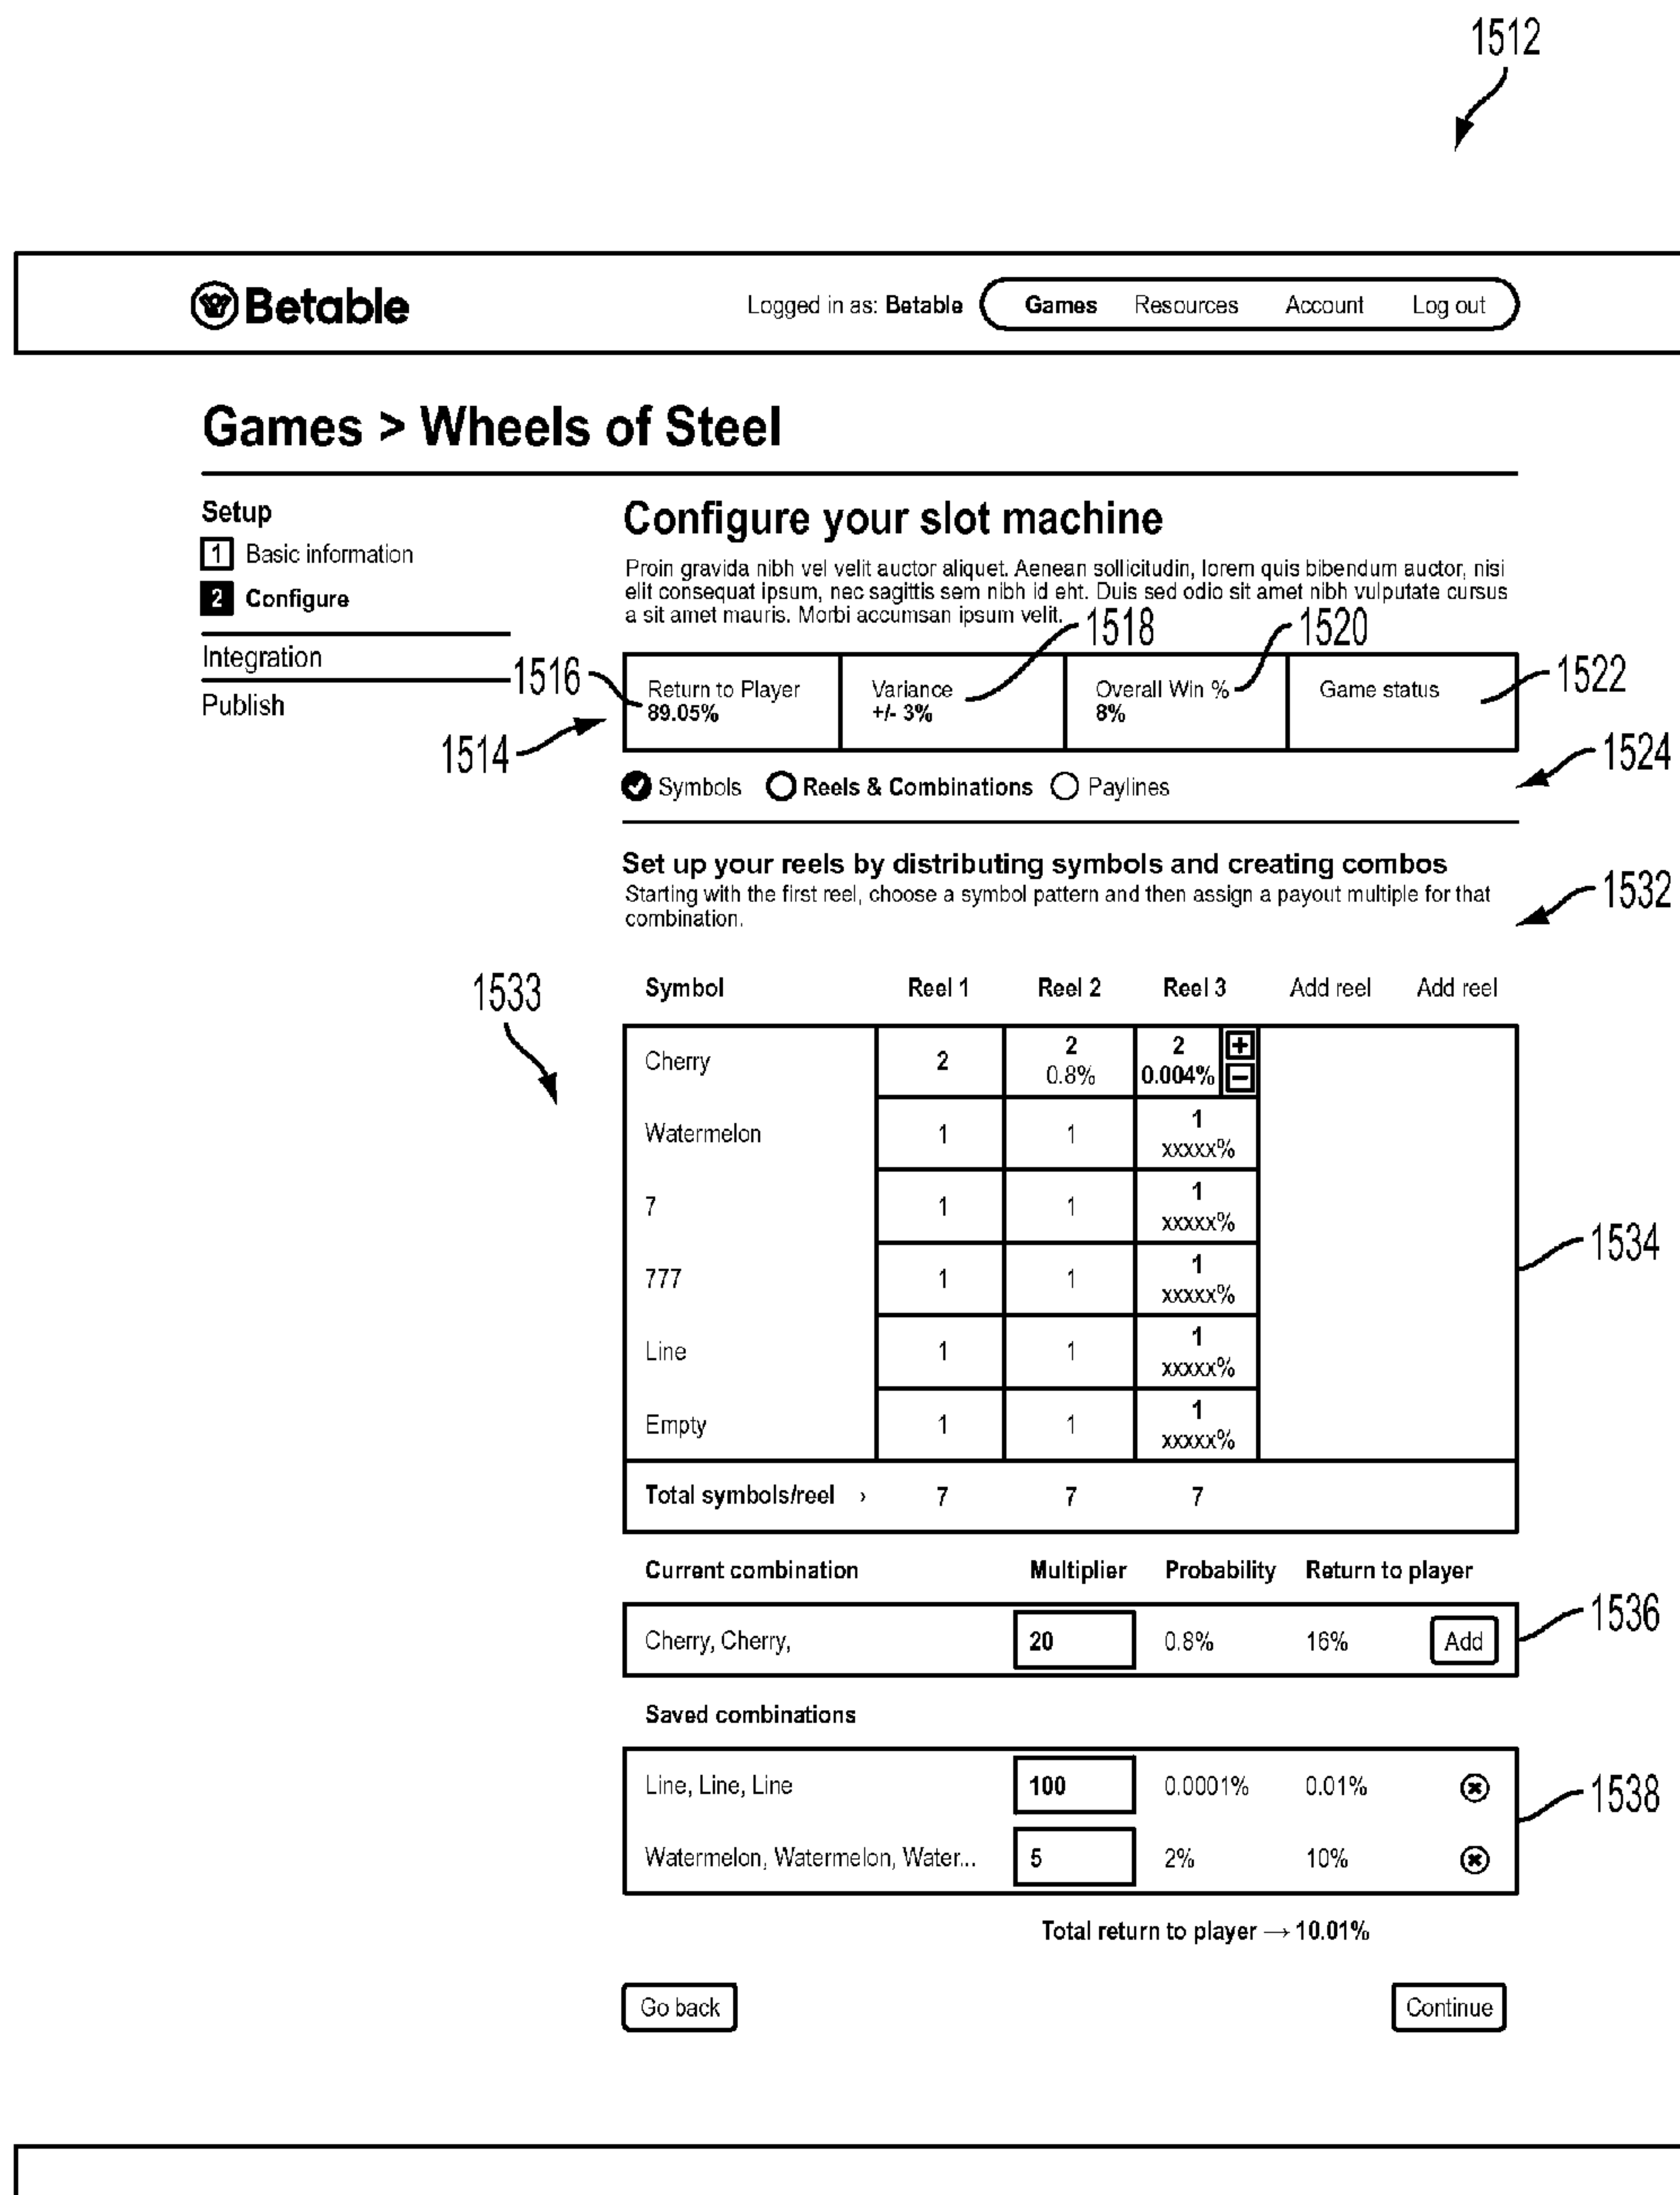 1512
Betable
Logged in as: Betable Games Resources Account Log out
Games > Wheels of Steel
Setup
1 Basic information
2 Configure
Integration
Publish
Configure your slot machine
Proin gravida nibh vel velit auctor aliquet. Aenean sollicitudin, lorem quis bibendum auctor, nisi
elit consequat ipsum, nec sagittis sem nibh id eht. Duis sed odio sit amet nibh vulputate cursus
a sit amet mauris. Morbi accumsan ipsum velit.
1518 1520
1516 1522
Return to Player Variance Overall Win % Game status
89.05% +/- 3% 8%
1514 1524
Symbols Reels & Combinations Paylines
Set up your reels by distributing symbols and creating combos
Starting with the first reel, choose a symbol pattern and then assign a payout multiple for that
combination.
1532
1533
Symbol Reel 1 Reel 2 Reel 3 Add reel Add reel
Cherry 2 2 2 +
0.8% 0.004% −
Watermelon 1 1 1
xxxxx%
7 1 1 1
xxxxx%
1534
777 1 1 1
xxxxx%
Line 1 1 1
xxxxx%
Empty 1 1 1
xxxxx%
Total symbols/reel › 7 7 7
Current combination Multiplier Probability Return to player
Cherry, Cherry, 20 0.8% 16% Add
1536
Saved combinations
Line, Line, Line 100 0.0001% 0.01%
1538
Watermelon, Watermelon, Water... 5 2% 10%
Total return to player → 10.01%
Go back Continue